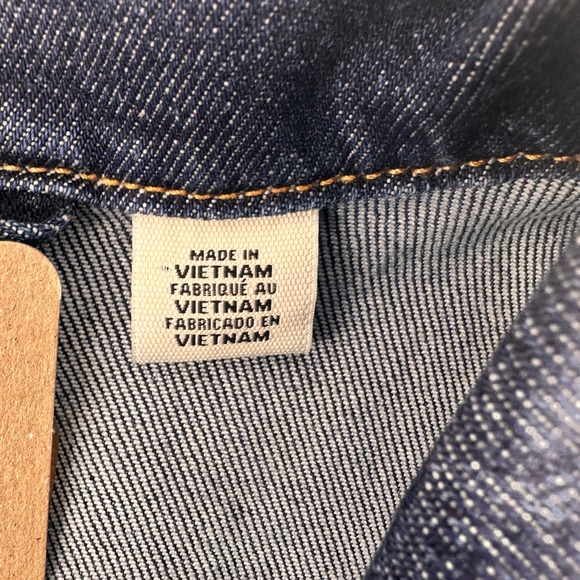 MADE IN
VIETNAM
FABRIQUÉ AU
VIETNAM
FABRICADO EN
VIETNAM